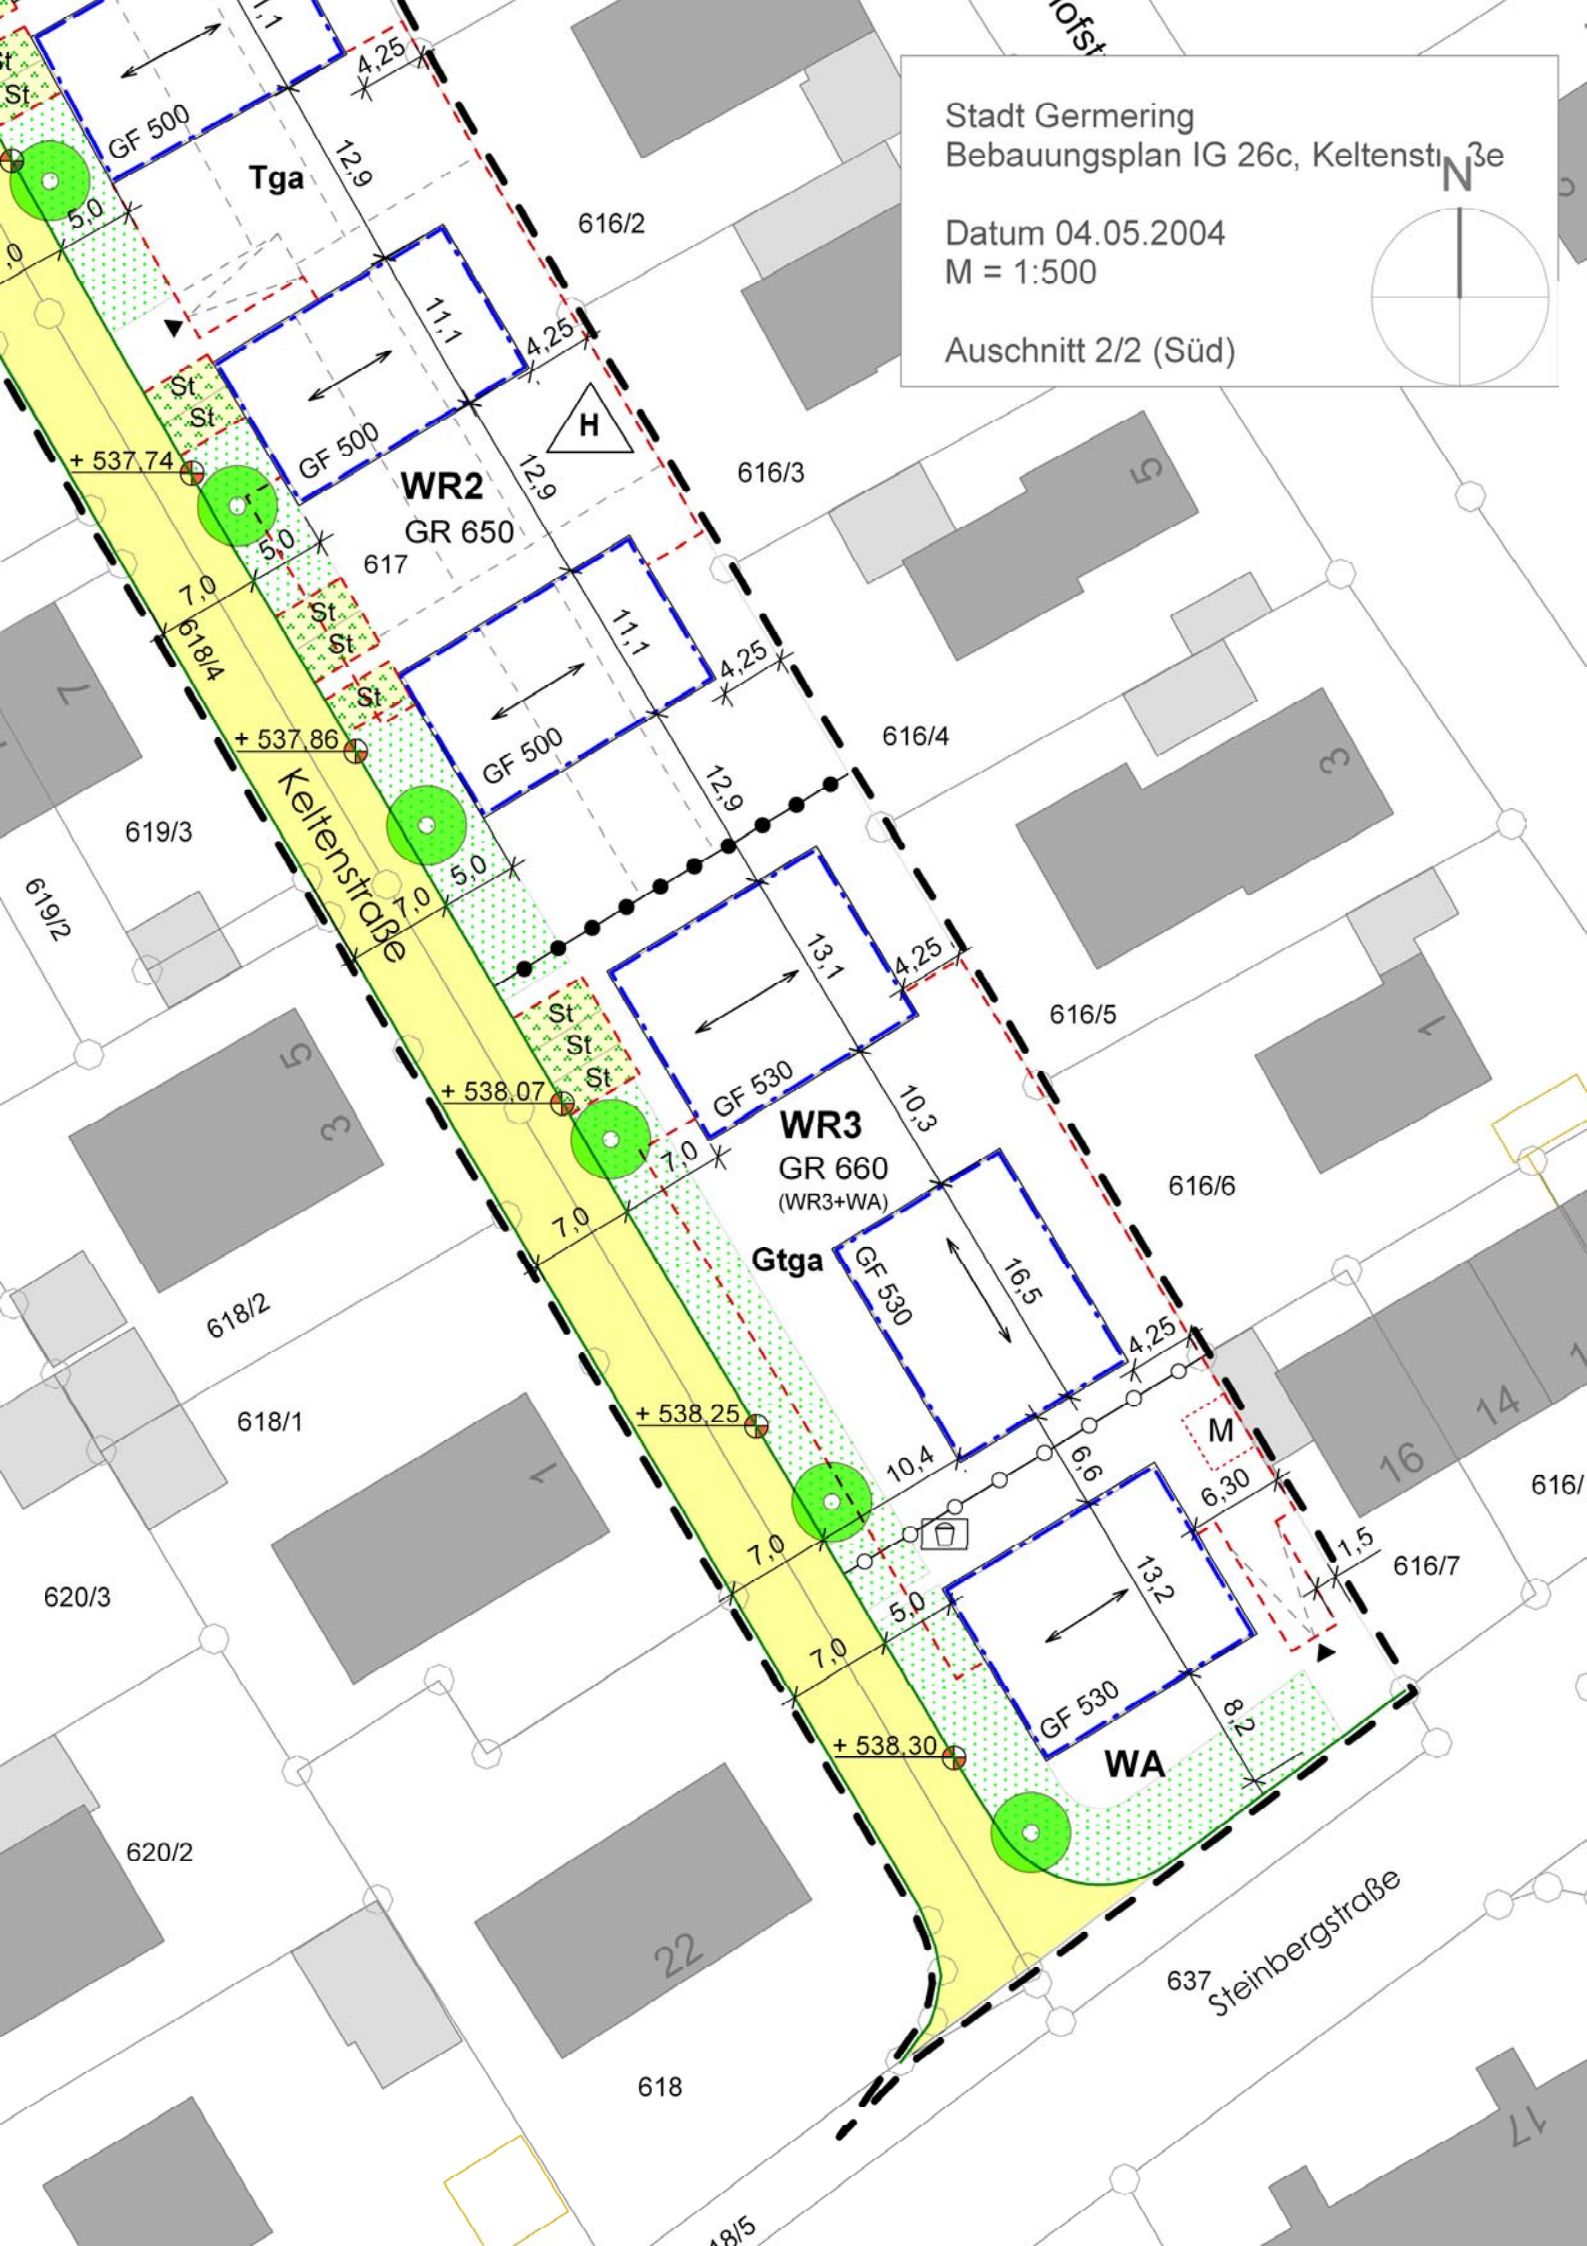 Stadt Germering
Bebauungsplan IG 26c, Keltenstr ße
N
Datum 04.05.2004
M = 1:500
Auschnitt 2/2 (Süd)
4,25
St
St
GF 500
12,9
Tga
5,0
616/2
11,1
4,25
St
St
H
GF 500
+ 537,74
12,9
WR2
GR 650
616/3
5
5,0
617
7,0
St
St
618/4
11,1
4,25
7
St
+ 537,86
GF 500
616/4
3
12,9
619/3
Keltenstraße
5,0
7,0
619/2
13,1
4,25
St
St
St
616/5
1
5
3
+ 538,07
GF 530
10,3
WR3
GR 660
(WR3+WA)
7,0
7,0
616/6
Gtga
GF 530
16,5
618/2
4,25
618/1
+ 538,25
M
14
16
1
10,4
6,6
6,30
616/
7,0
1,5
616/7
620/3
13,2
5,0
7,0
GF 530
8,2
+ 538,30
WA
620/2
22
637
Steinbergstraße
618
17
18/5